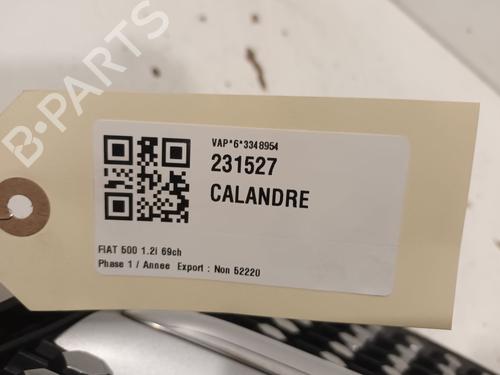 B-PARTS
VAP*6*3348954
231527
CALANDRE
FIAT 500 1.2i 69ch
Phase 1 / Annee Export : Non 52220